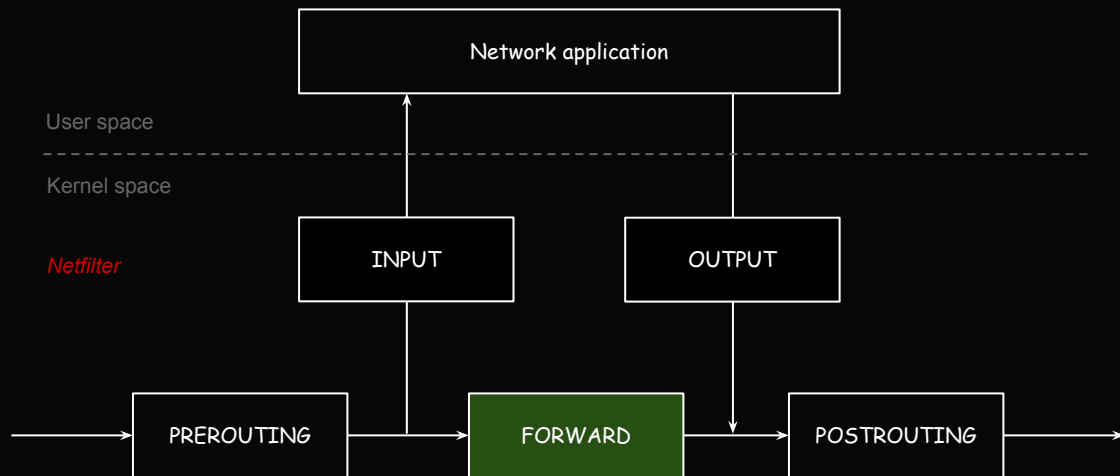 Network application
User space
Kernel space
Netfilter
INPUT
OUTPUT
PREROUTING
FORWARD
POSTROUTING